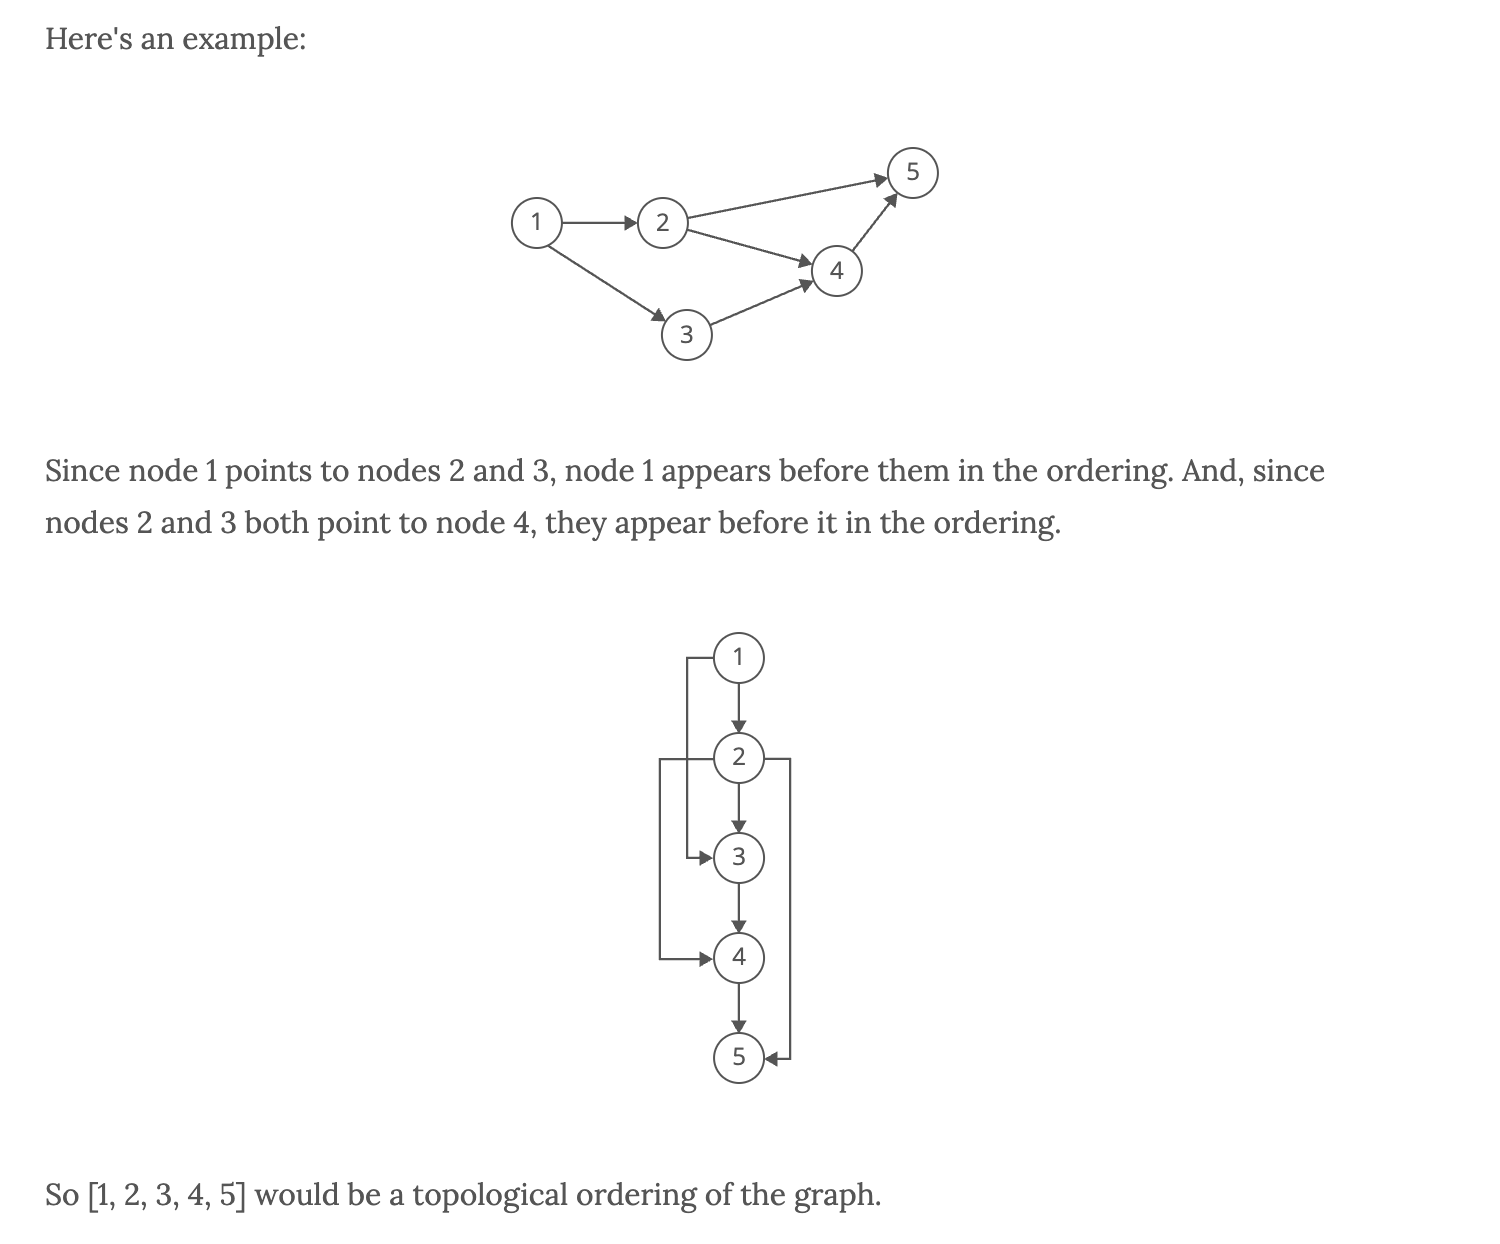 Here's an example:
5
1
2
4
3
Since node 1 points to nodes 2 and 3, node 1 appears before them in the ordering. And, since
nodes 2 and 3 both point to node 4, they appear before it in the ordering.
1
2
3
4
5
So [1, 2, 3, 4, 5] would be a topological ordering of the graph.